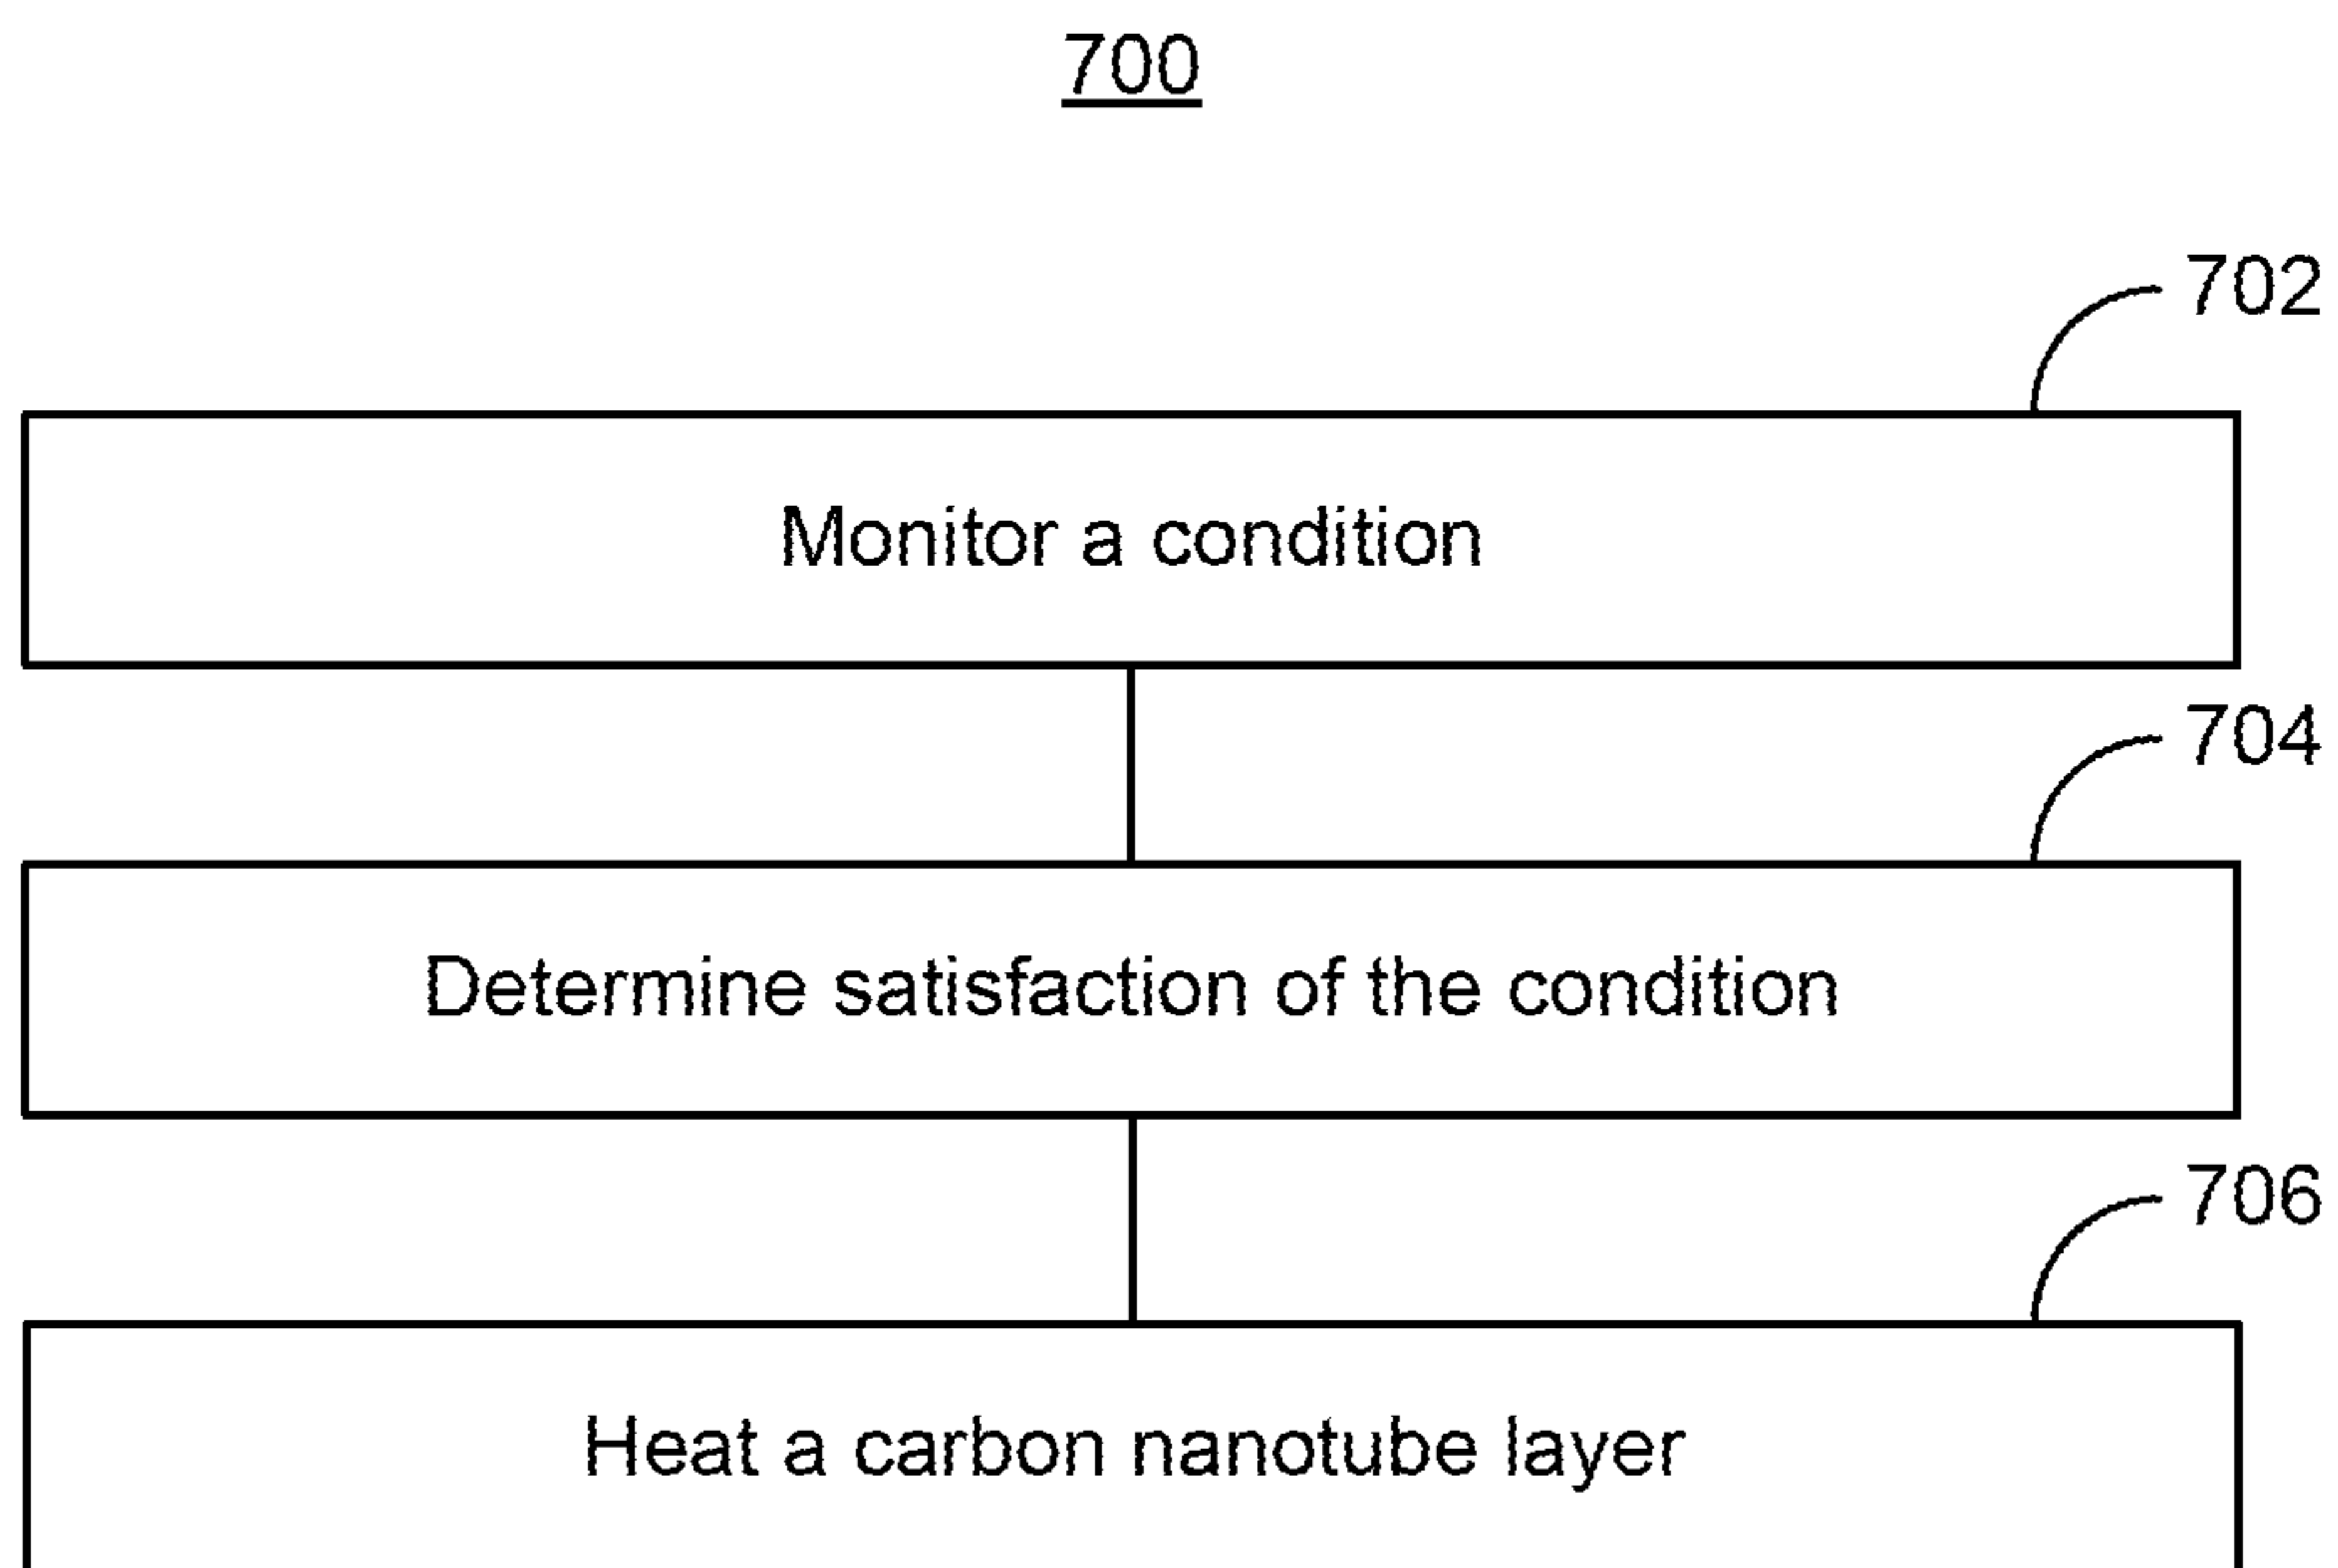 700
702
Monitor a condition
704
Determine satisfaction of the condition
706
Heat a carbon nanotube layer